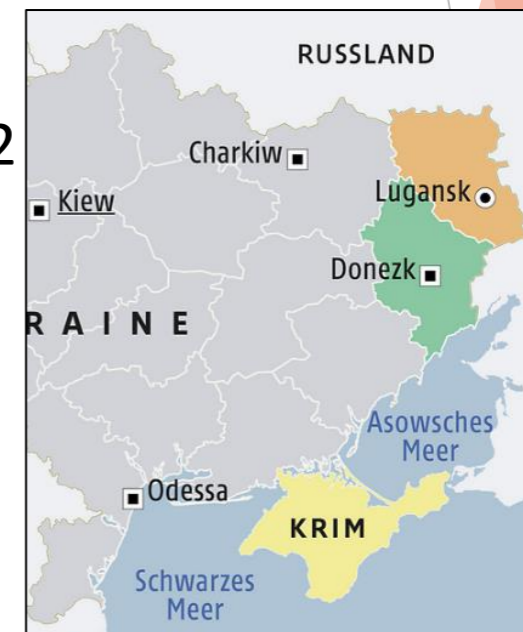 2
RUSSLAND
Charkiw
Kiew
Lugansk
Donezk
RAINE
Asowsches
Meer
Odessa
KRIM
Schwarzes
Meer